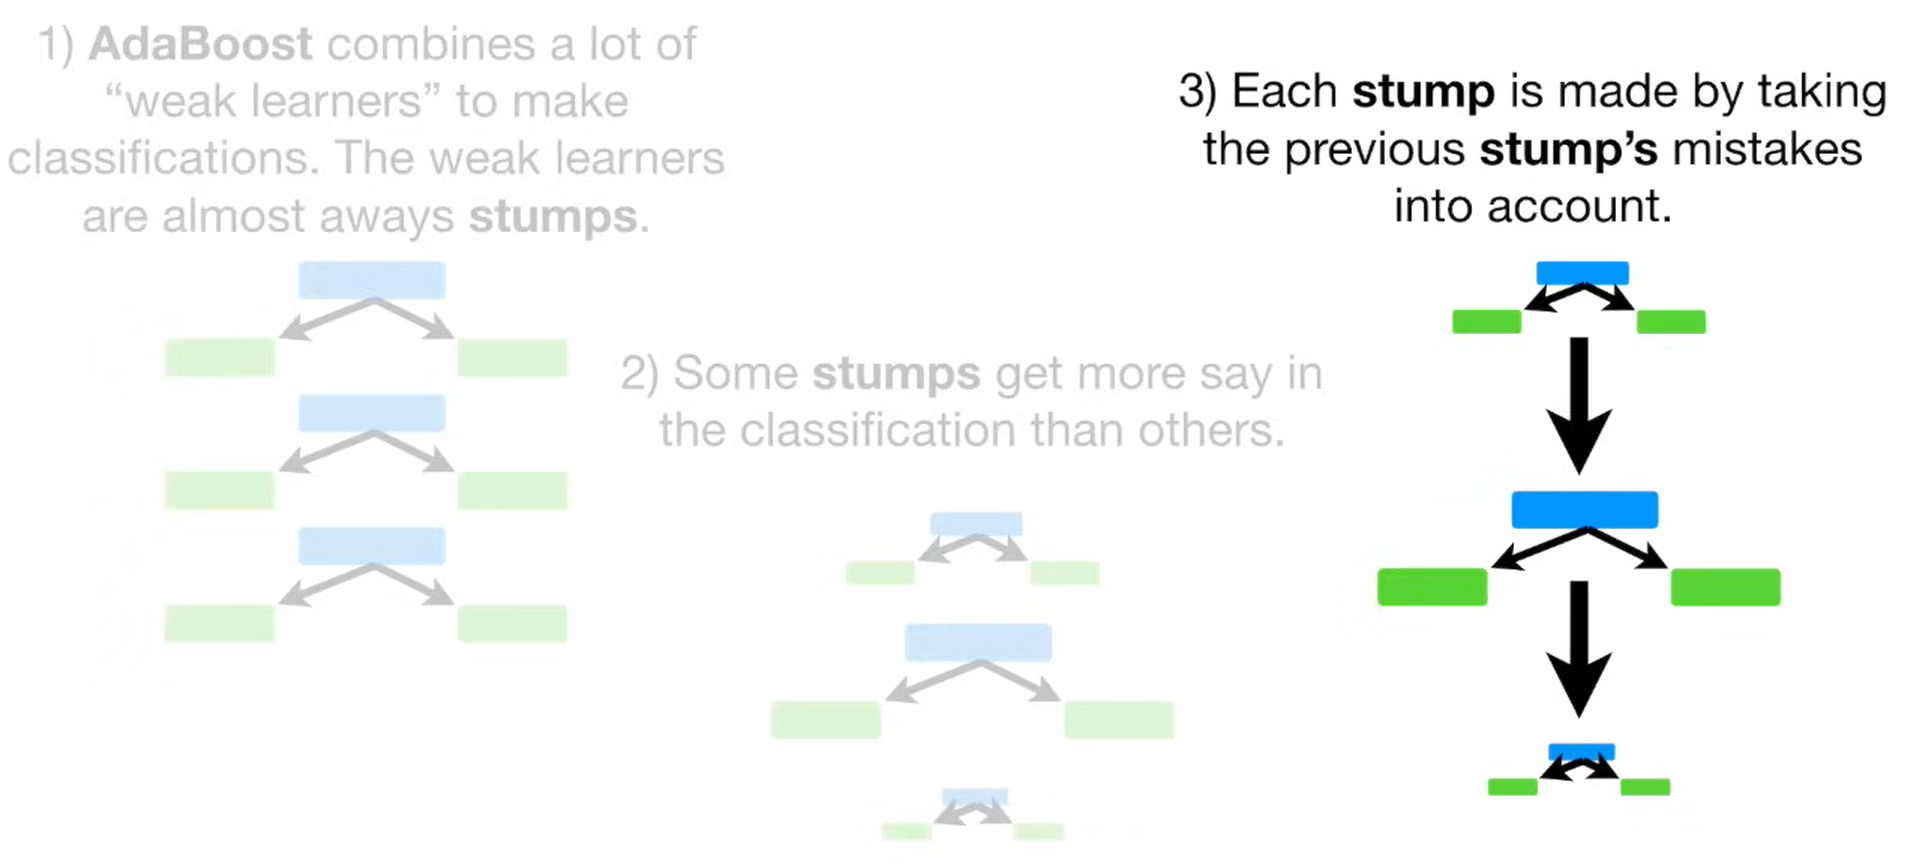 1) AdaBoost combines a lot of
“weak learners” to make
classifications. The weak learners
are almost aways stumps.
2) Some stumps get more say in
the classification than others.
3) Each stump is made by taking
the previous stump’s mistakes
into account.